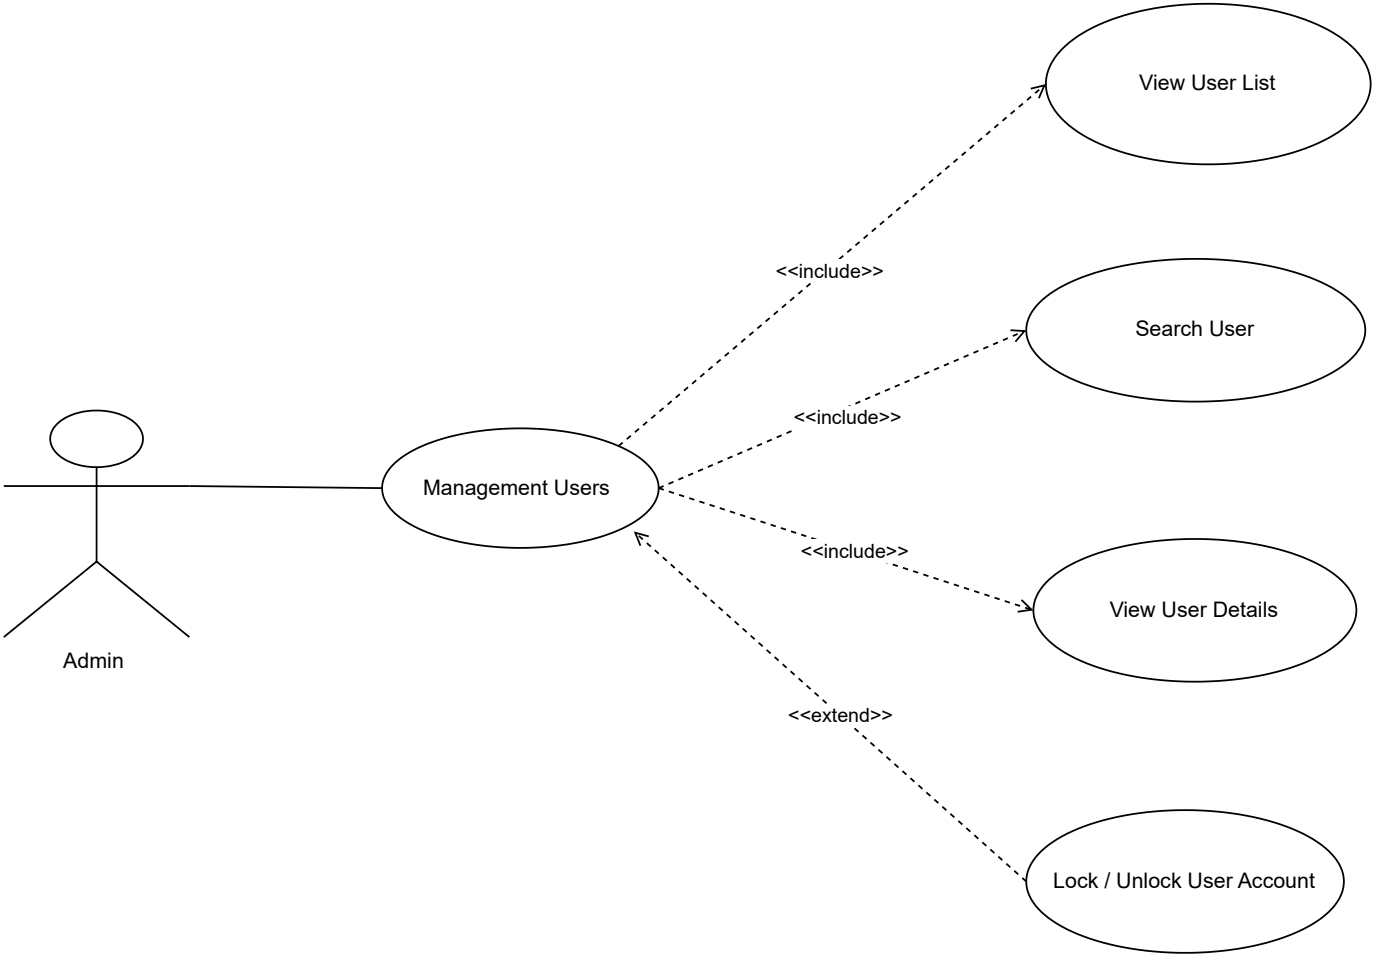 View User List
<<include>>
Search User
<<include>>
Management Users
<<include>>
View User Details
Admin
<<extend>>
Lock / Unlock User Account